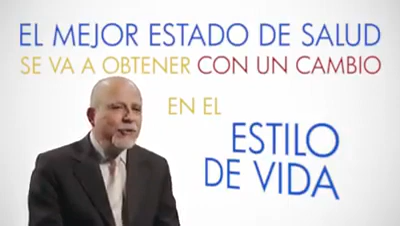 EL MEJOR ESTADO DE SALUD
SE VA A OBTENER CON UN CAMBIO
EN EL
ESTILO
DE VIDA